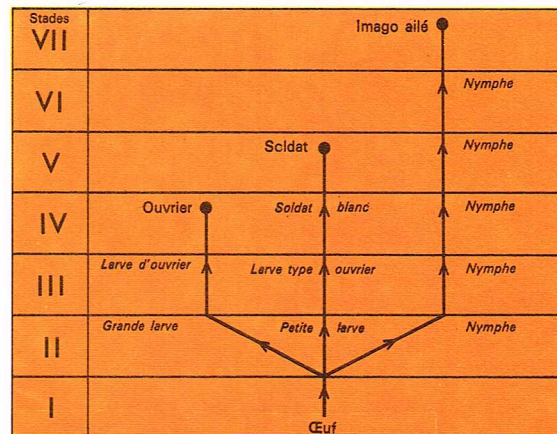 Stades
VII
Imago ailé
VI
Nymphe
V
Soldat
Nymphe
IV
Ouvrier
Soldat blanc
Nymphe
III
Larve d'ouvrier
Larve type ouvrier
Nymphe
II
Grande larve
Petite larve
Nymphe
I
Œuf